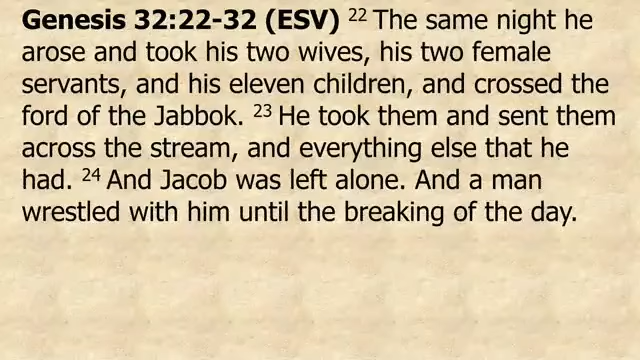 Genesis 32:22-32 (ESV) 22 The same night he
arose and took his two wives, his two female
servants, and his eleven children, and crossed the
ford of the Jabbok. 23 He took them and sent them
across the stream, and everything else that he
had. 24 And Jacob was left alone. And a man
wrestled with him until the breaking of the day.